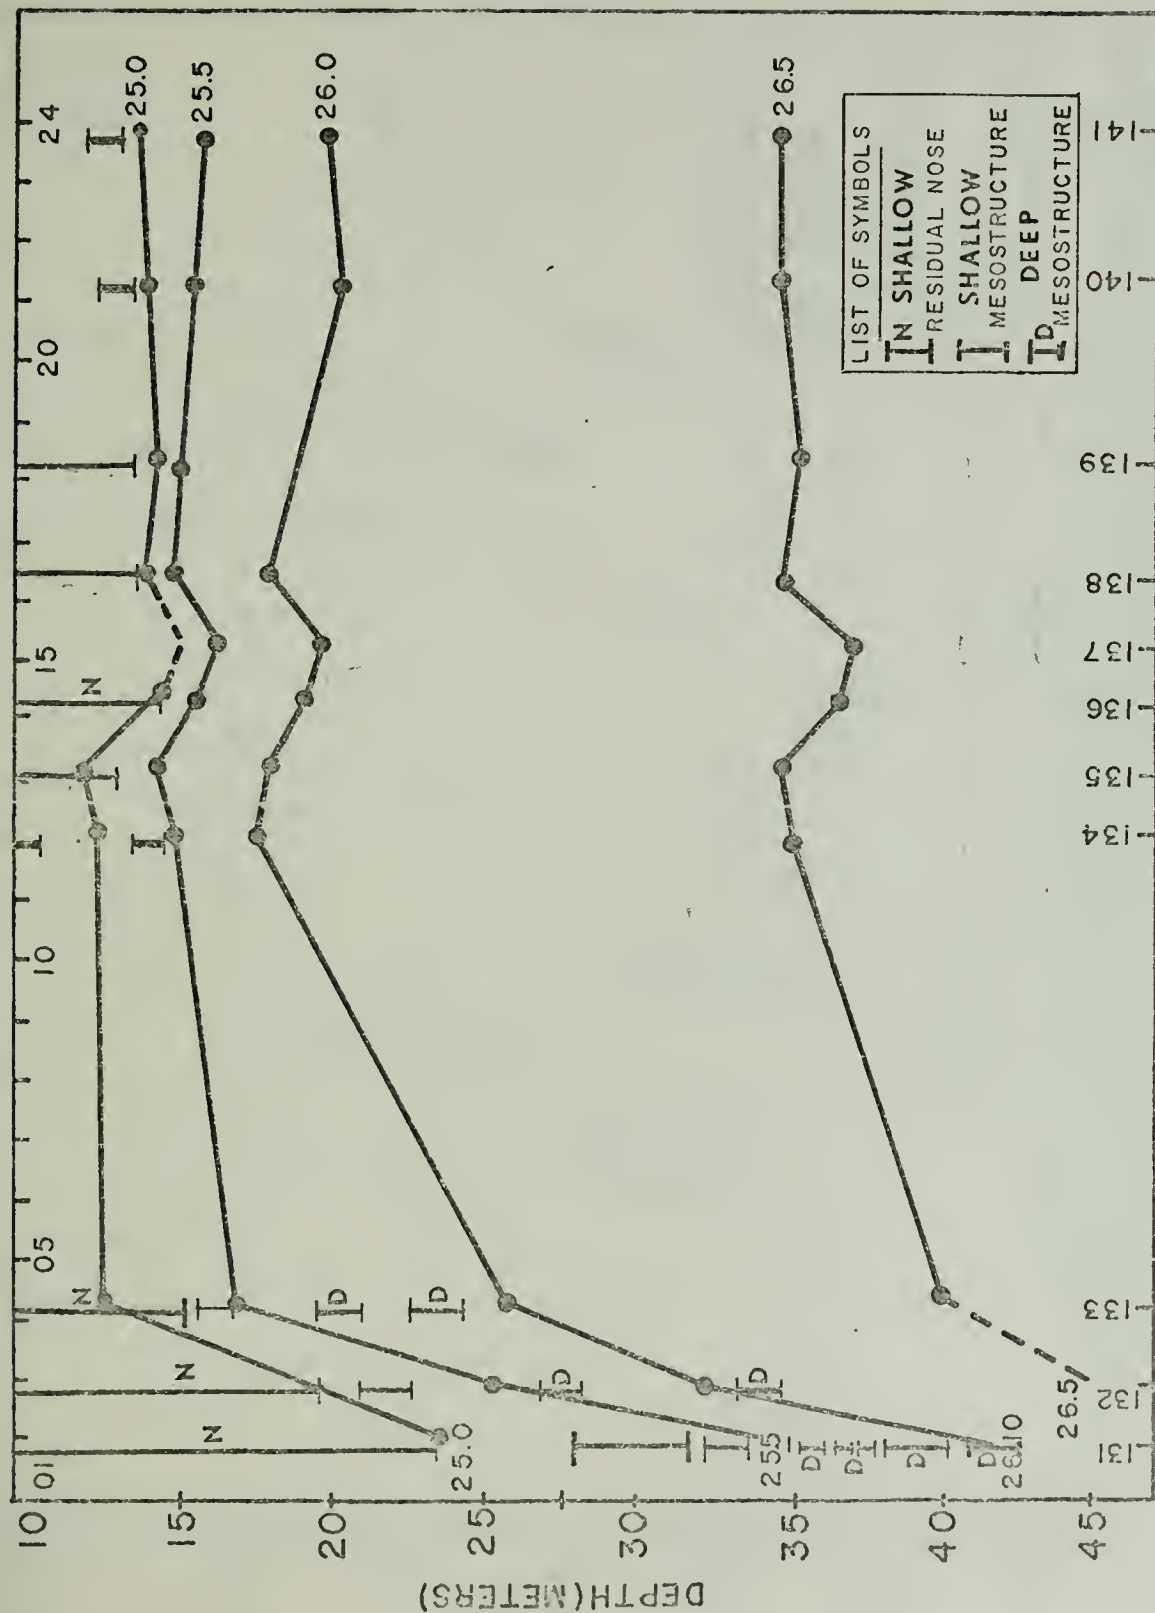 01 05 10 15 20 24
10
15
20
25
30
35
40
45
DEPTH(METERS)
N
N
N
N
25.0
25.5
26.0
26.5
25.0
25.5
26.5
D
D
D
D
D
D
D
D
LIST OF SYMBOLS
N SHALLOW
RESIDUAL NOSE
SHALLOW
MESOSTRUCTURE
D DEEP
MESOSTRUCTURE
131 132 133 134 135 136 137 138 139 140 141